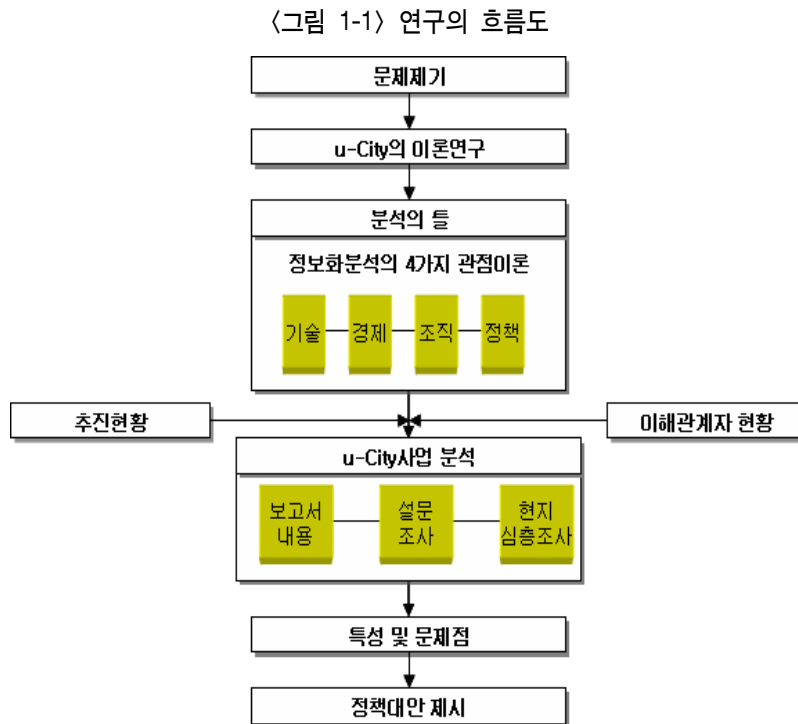 〈그림 1-1〉 연구의 흐름도
문제제기
u-City의 이론연구
분석의 틀
정보화분석의 4가지 관점이론
기술
경제
조직
정책
추진현황
이해관계자 현황
u-City사업 분석
보고서
내용
설문
조사
현지
심층조사
특성 및 문제점
정책대안 제시